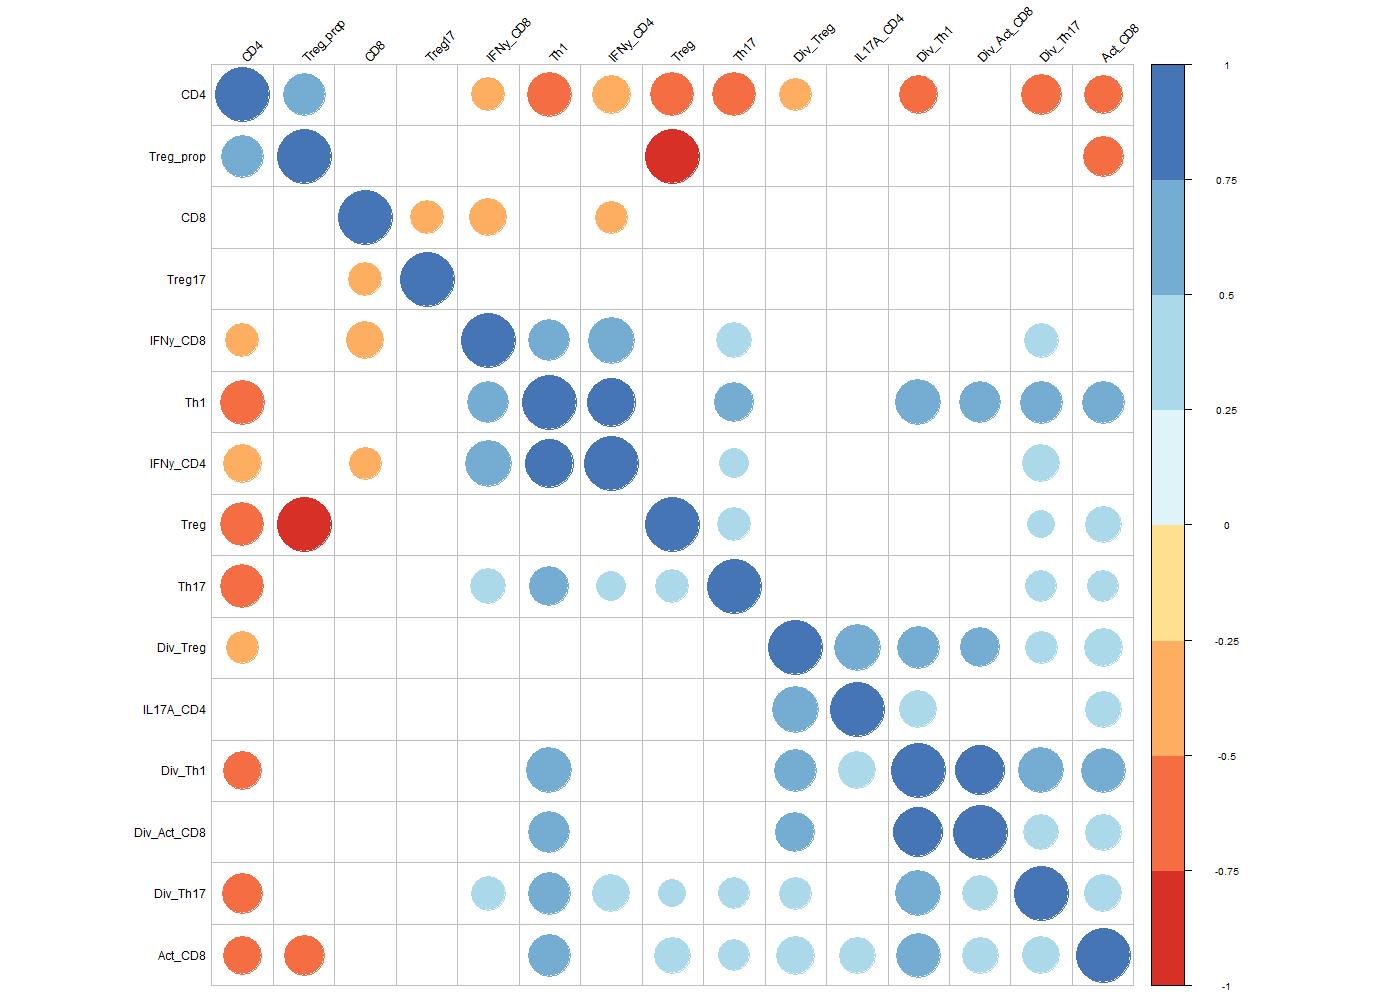 CD4
Treg_prop
CD8
Treg17
IFNy_CD8
Th1
IFNy_CD4
Treg
Th17
Div_Treg
IL17A_CD4
Div_Th1
Div_Act_CD8
Div_Th17
Act_CD8
CD4
Treg_prop
CD8
Treg17
IFNy_CD8
Th1
IFNy_CD4
Treg
Th17
Div_Treg
IL17A_CD4
Div_Th1
Div_Act_CD8
Div_Th17
Act_CD8
1
0.75
0.5
0.25
0
-0.25
-0.5
-0.75
-1